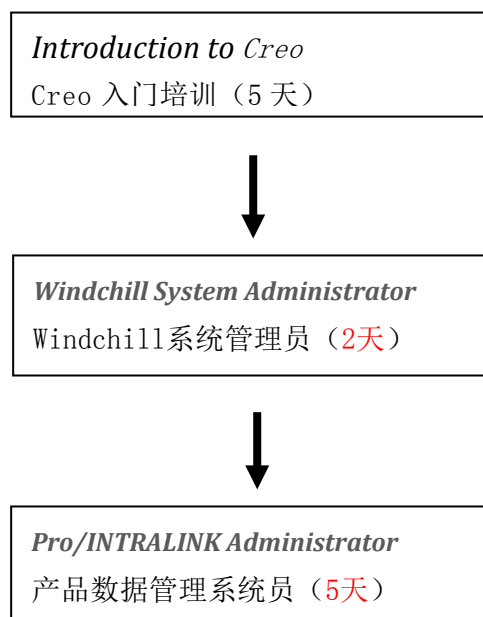 Introduction to Creo
Creo 入门培训（5 天）
Windchill System Administrator
Windchill系统管理员（2天）
Pro/INTRALINK Administrator
产品数据管理系统员（5天）